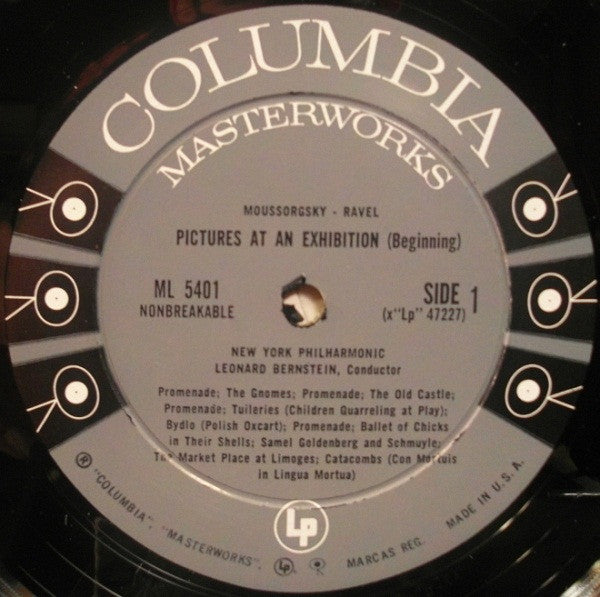 COLUMBIA
MASTERWORKS
MOUSSORGSKY - RAVEL
PICTURES AT AN EXHIBITION (Beginning)
ML 5401
NONBREAKABLE
SIDE 1
(x"Lp" 47227)
NEW YORK PHILHARMONIC
LEONARD BERNSTEIN, Conductor
Promenade; The Gnomes; Promenade; The Old Castle;
Promenade; Tuileries (Children Quarreling at Play);
Bydlo (Polish Oxcart); Promenade; Ballet of Chicks
in Their Shells; Samel Goldenberg and Schmuyle;
The Market Place at Limoges; Catacombs (Con Mortuis
in Lingua Mortua)
Lp
® "COLUMBIA", "MASTERWORKS", Lp MARCAS REG. MADE IN U.S.A.